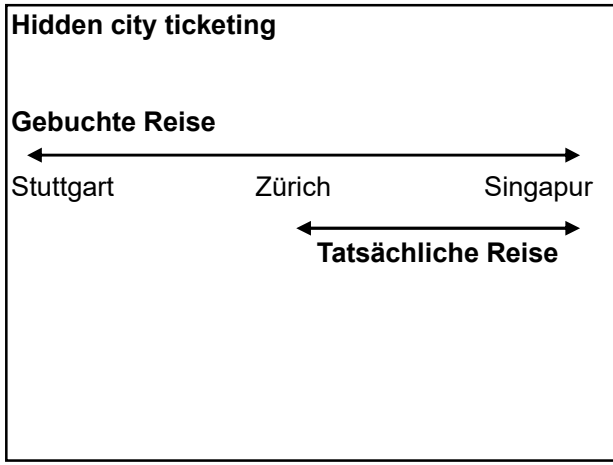 Hidden city ticketing
Gebuchte Reise
Stuttgart Zürich Singapur
Tatsächliche Reise